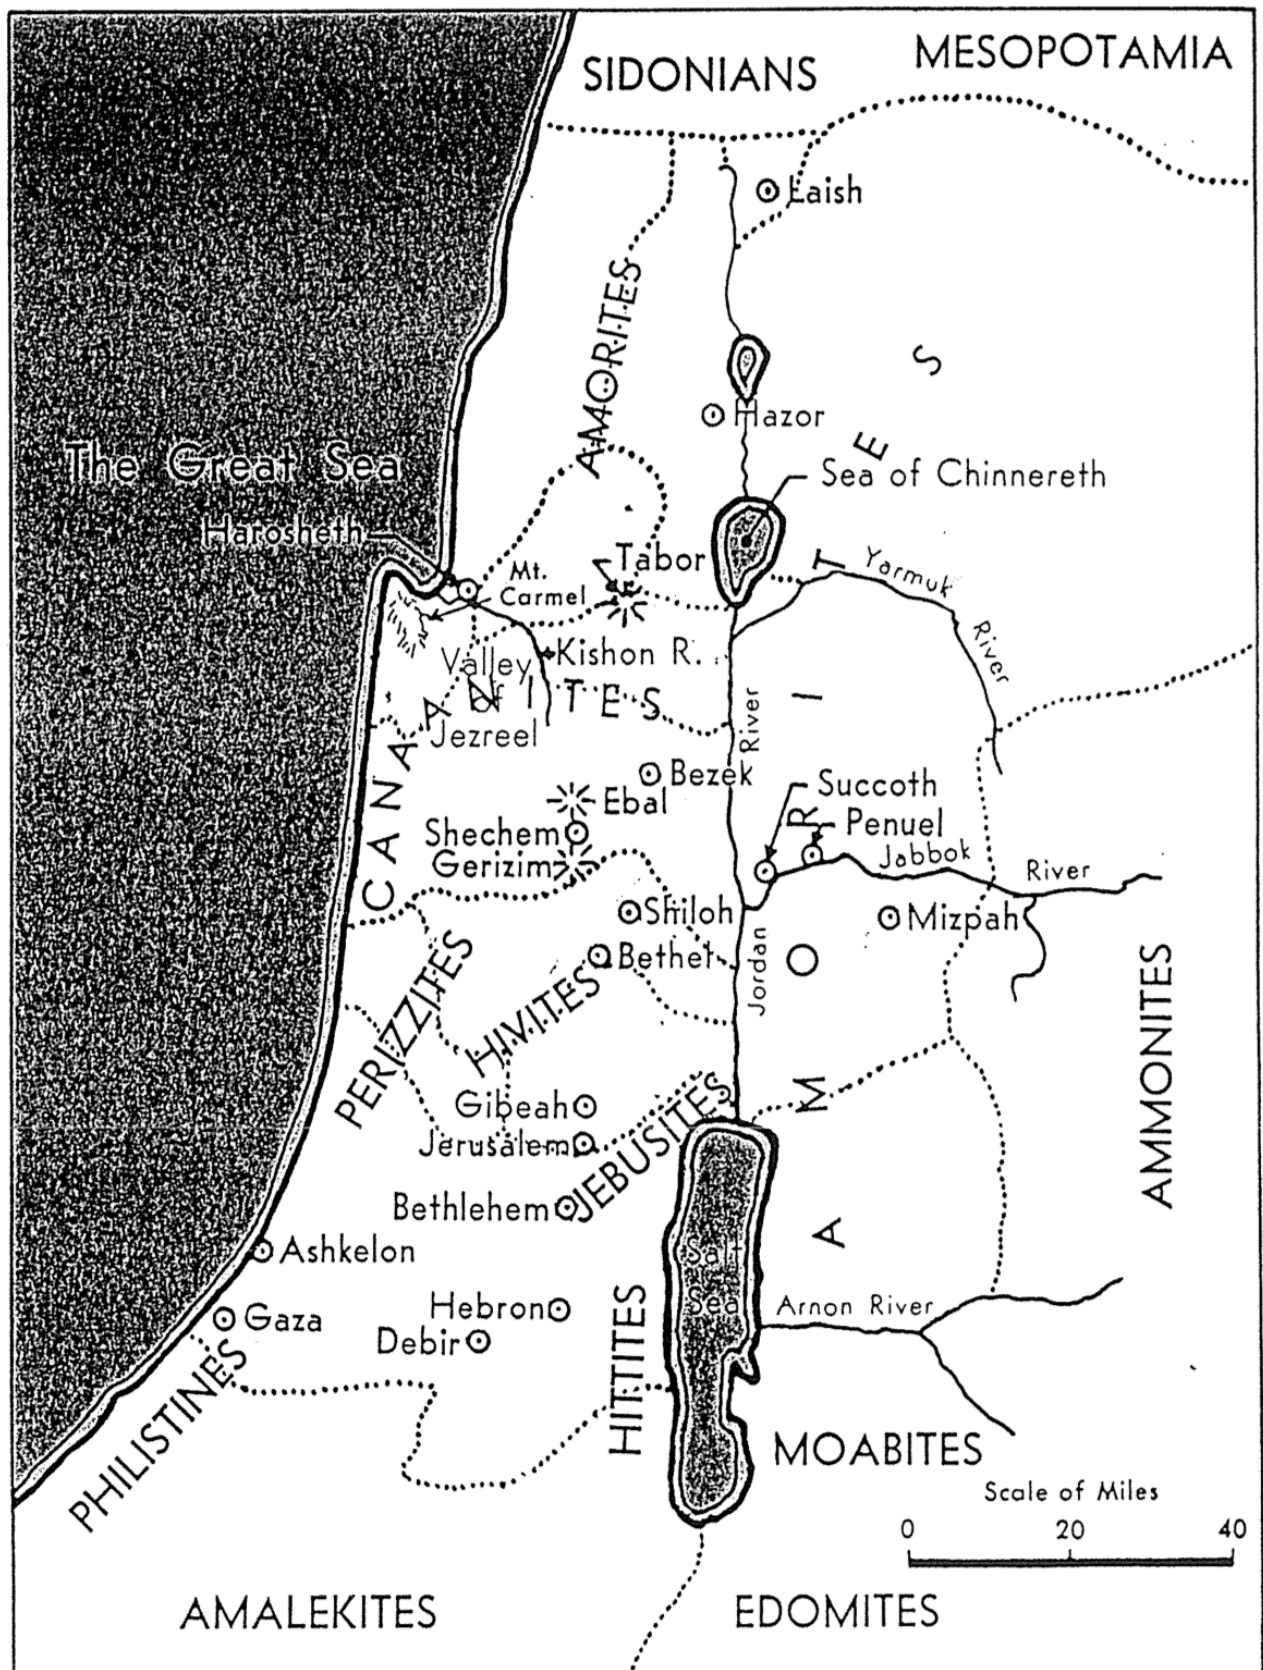 SIDONIANS
MESOPOTAMIA
Laish
AMORITES
Hazor
The Great Sea
Sea of Chinnereth
Harosheth
Tabor
Mt.
Carmel
Yarmuk
River
Kishon R.
Valley
of
Jezreel
CANAANITES
River
Bezek
Ebal
Succoth
Shechem
Penuel
Gerizim
Jabbok
River
Shiloh
Mizpah
Bethel
Jordan
AMORITES
PERIZZITES
HIVITES
AMMONITES
Gibeah
Jerusalem
JEBUSITES
Bethlehem
Ashkelon
Salt
Sea
Hebron
Gaza
Arnon River
Debir
HITTITES
PHILISTINES
MOABITES
Scale of Miles
0 20 40
AMALEKITES
EDOMITES